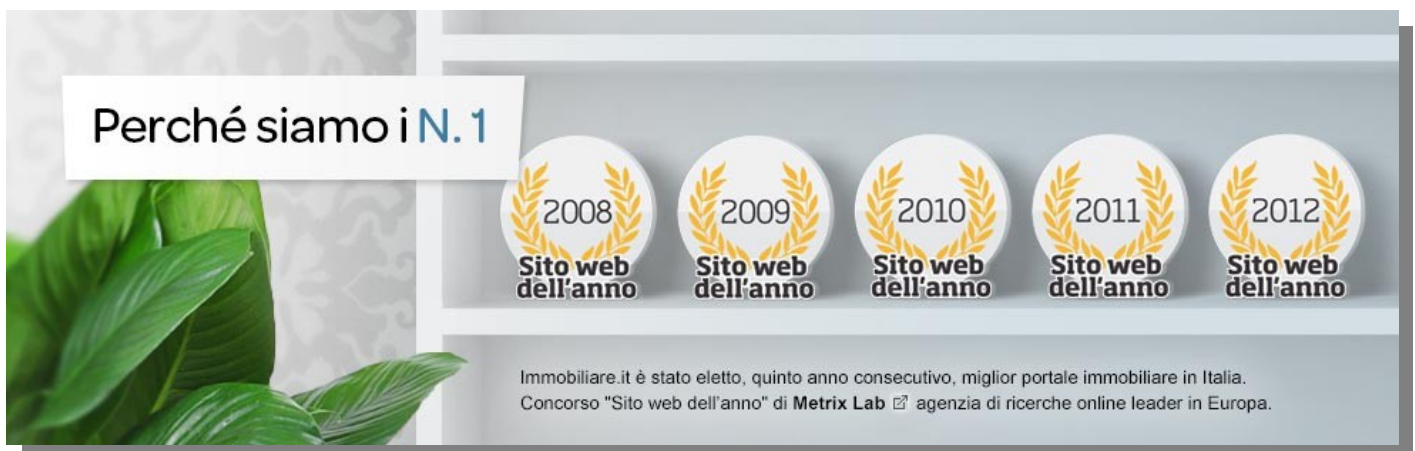 Perché siamo i N. 1
2008
Sito web
dell'anno
2009
Sito web
dell'anno
2010
Sito web
dell'anno
2011
Sito web
dell'anno
2012
Sito web
dell'anno
Immobiliare.it è stato eletto, quinto anno consecutivo, miglior portale immobiliare in Italia.
Concorso "Sito web dell'anno" di Metrix Lab agenzia di ricerche online leader in Europa.